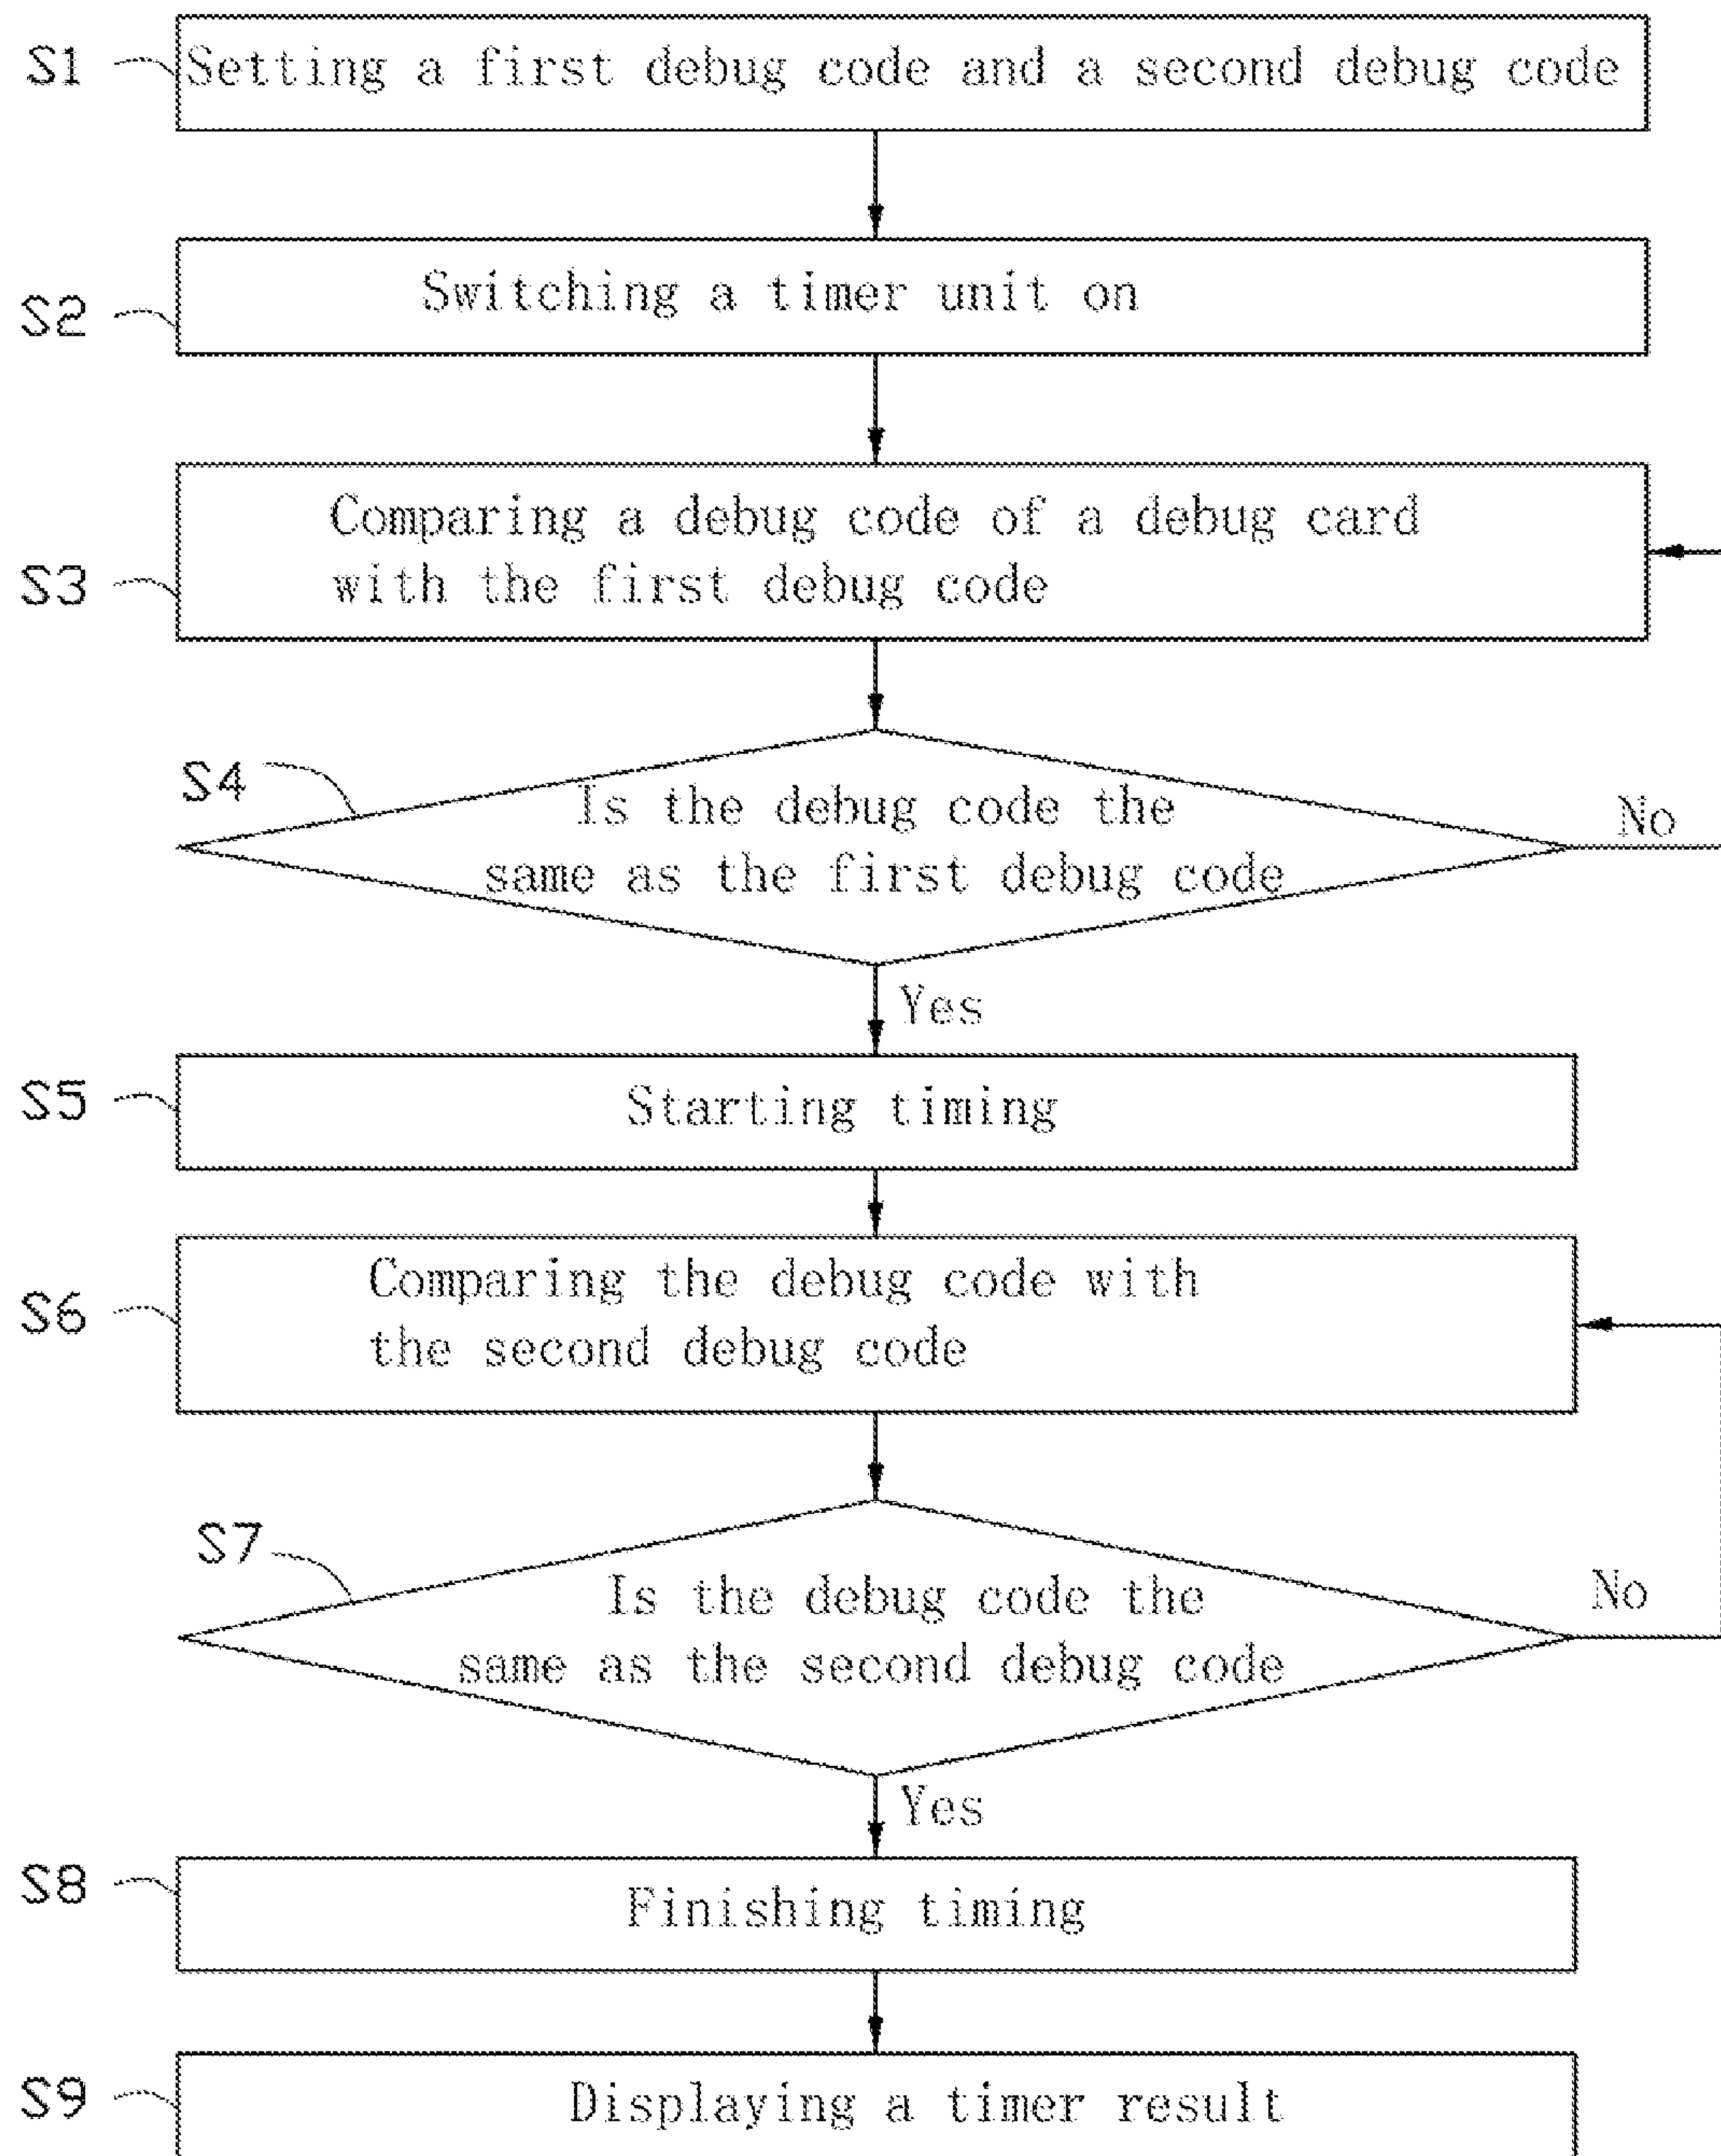 S1 Setting a first debug code and a second debug code
S2 Switching a timer unit on
Comparing a debug code of a debug card
S3 with the first debug code
S4 Is the debug code the
same as the first debug code
No
Yes
S5 Starting timing
Comparing the debug code with
S6 the second debug code
S7
Is the debug code the
same as the second debug code
No
Yes
S8 Finishing timing
S9 Displaying a timer result